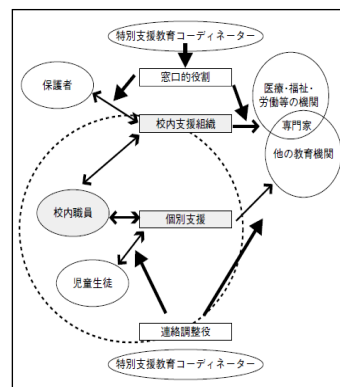 特別支援教育コーディネーター
保護者
窓口的役割
医療・福祉・
労働等の機関
校内支援組織
専門家
他の教育機関
校内職員
個別支援
児童生徒
連絡調整役
特別支援教育コーディネーター